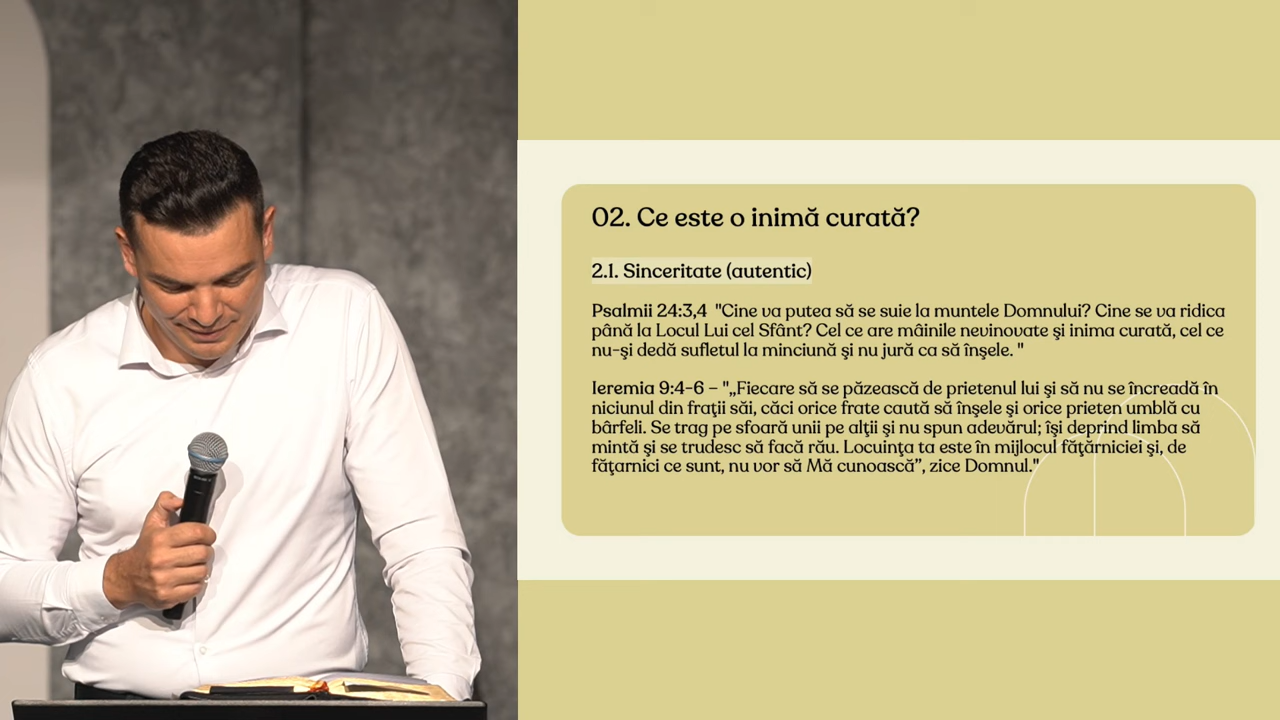 02. Ce este o inimă curată?
2.1. Sinceritate (autentic)
Psalmii 24:3,4 "Cine va putea să se suie la muntele Domnului? Cine se va ridica
până la Locul Lui cel Sfânt? Cel ce are mâinile nevinovate şi inima curată, cel ce
nu-şi dedă sufletul la minciună şi nu jură ca să înşele. "
Ieremia 9:4-6 – "„Fiecare să se păzească de prietenul lui şi să nu se încreadă în
niciunul din fraţii săi, căci orice frate caută să înşele şi orice prieten umblă cu
bârfeli. Se trag pe sfoară unii pe alţii şi nu spun adevărul; îşi deprind limba să
mintă şi se trudesc să facă rău. Locuinţa ta este în mijlocul făţărniciei şi, de
făţarnici ce sunt, nu vor să Mă cunoască”, zice Domnul."